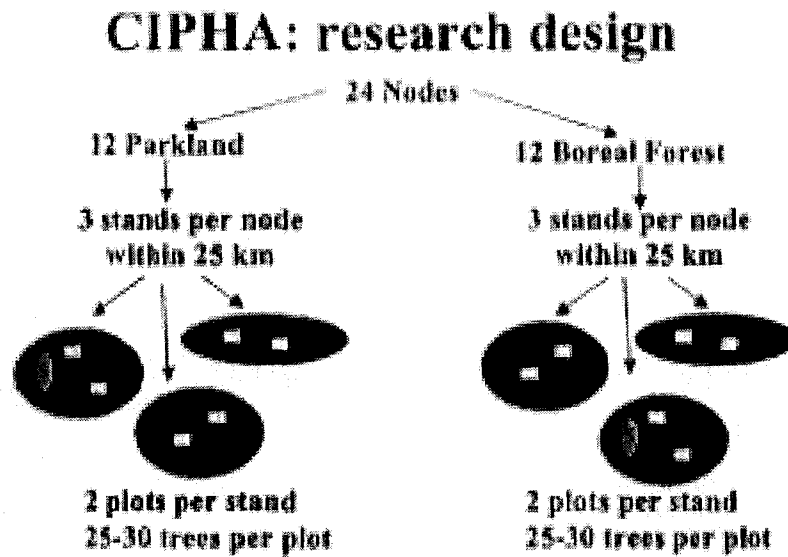 CIPHA: research design
24 Nodes
12 Parkland
12 Boreal Forest
3 stands per node
within 25 km
3 stands per node
within 25 km
2 plots per stand
25-30 trees per plot
2 plots per stand
25-30 trees per plot